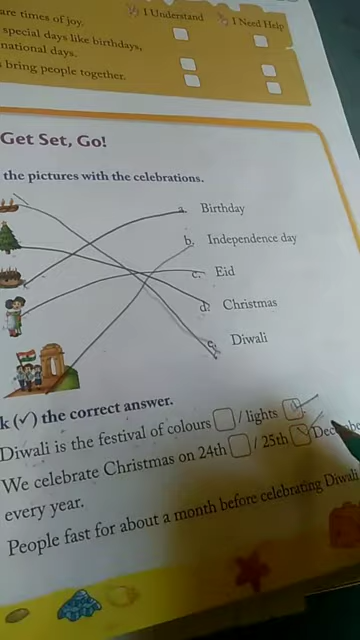 are times of joy.
I Understand
I Need Help
special days like birthdays,
national days.
bring people together.
Get Set, Go!
the pictures with the celebrations.
a. Birthday
b. Independence day
c. Eid
d. Christmas
e. Diwali
k (✓) the correct answer.
Diwali is the festival of colours / lights
We celebrate Christmas on 24th / 25th
every year.
People fast for about a month before celebrating Diwali